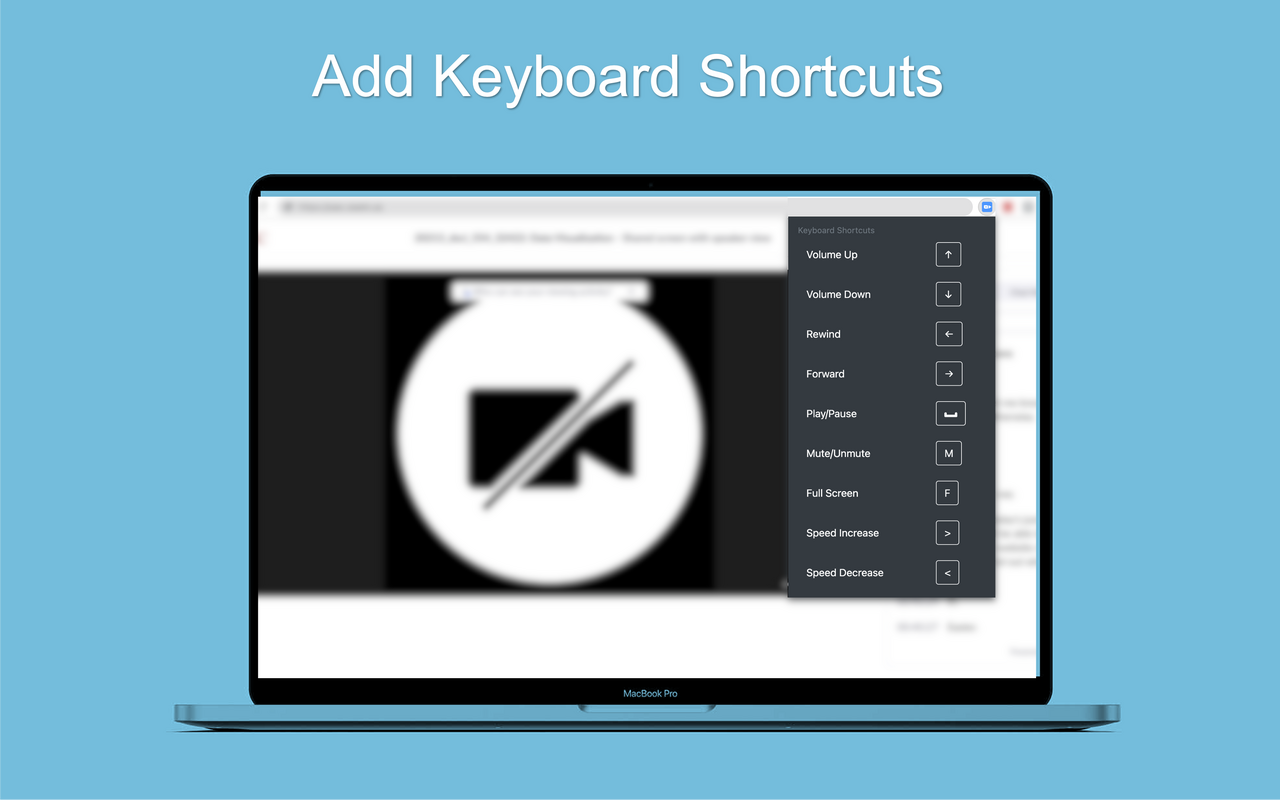 Add Keyboard Shortcuts
Keyboard Shortcuts
Volume Up ↑
Volume Down ↓
Rewind ←
Forward →
Play/Pause
Mute/Unmute M
Full Screen F
Speed Increase >
Speed Decrease <
MacBook Pro